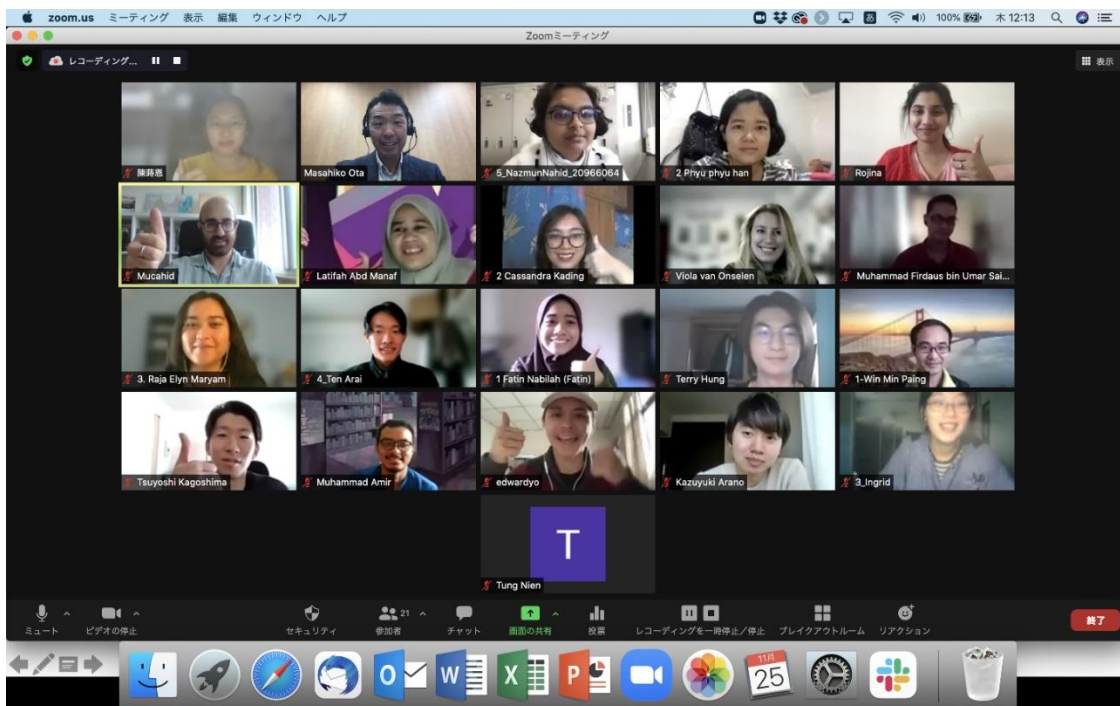 zoom.us ミーティング 表示 編集 ウィンドウ ヘルプ 100% 木 12:13
Zoomミーティング
レコーディング... 表示
陳蒔恩 Masahiko Ota 5_NazmunNahid_20966064 2 Phyu phyu han Rojina
Mucahid Latifah Abd Manaf 2 Cassandra Kading Viola van Onselen Muhammad Firdaus bin Umar Sai...
3. Raja Elyn Maryam 4_Ten Arai 1 Fatin Nabilah (Fatin) Terry Hung 1-Win Min Paing
Tsuyoshi Kagoshima Muhammad Amir edwardyo Kazuyuki Arano 3_Ingrid
T
Tung Nien
21
ミュート ビデオの停止 セキュリティ 参加者 チャット 画面の共有 投票 レコーディングを一時停止/停止 ブレイクアウトルーム リアクション 終了
O W X P 11月
25